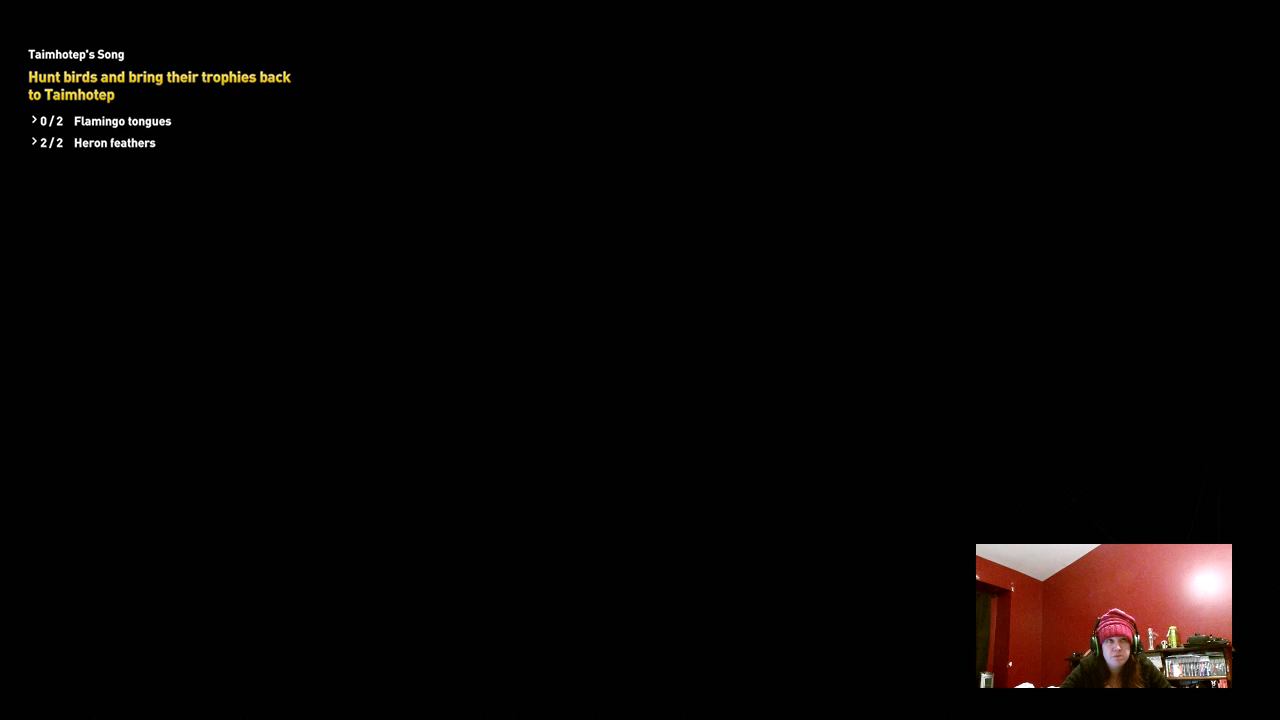 Taimhotep's Song
Hunt birds and bring their trophies back
to Taimhotep
> 0 / 2 Flamingo tongues
> 2 / 2 Heron feathers